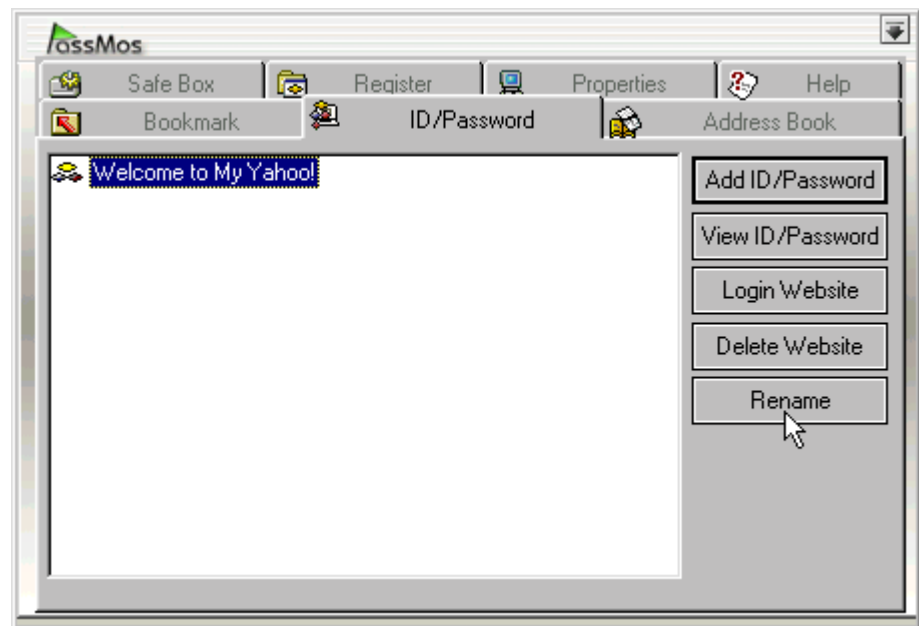 PassMos
Safe Box Register Properties Help
Bookmark ID/Password Address Book
Welcome to My Yahoo!
Add ID/Password
View ID/Password
Login Website
Delete Website
Rename